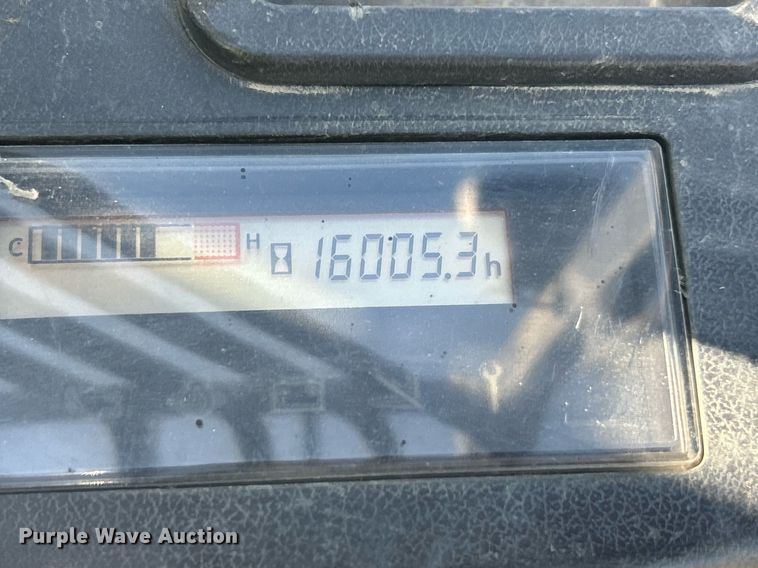 C H 16005.3h
Purple Wave Auction